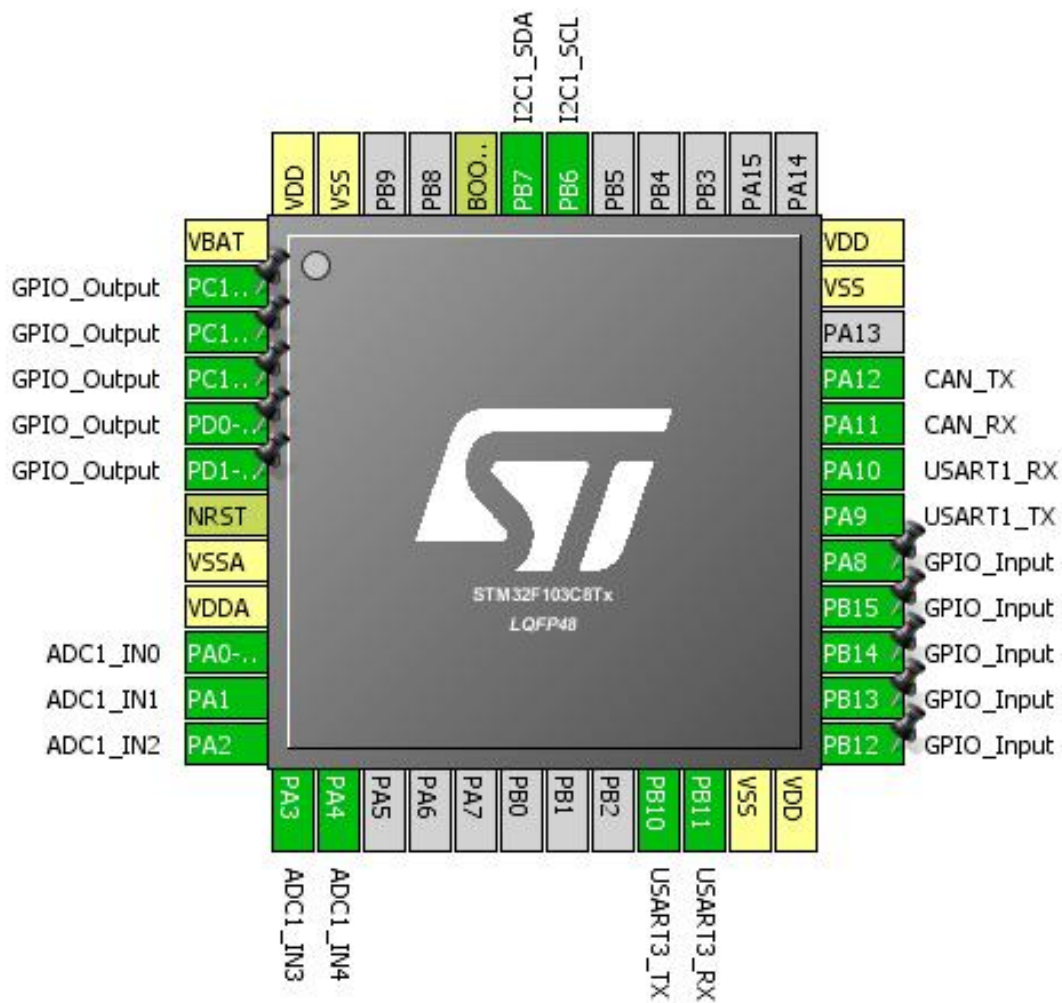 I2C1_SDA
I2C1_SCL
VDD
VSS
PB9
PB8
BOO..
PB7
PB6
PB5
PB4
PB3
PA15
PA14
VBAT
GPIO_Output PC1..
GPIO_Output PC1..
GPIO_Output PC1..
GPIO_Output PD0-..
GPIO_Output PD1-..
NRST
VSSA
VDDA
ADC1_IN0 PA0-..
ADC1_IN1 PA1
ADC1_IN2 PA2
ST
STM32F103C8Tx
LQFP48
VDD
VSS
PA13
PA12 CAN_TX
PA11 CAN_RX
PA10 USART1_RX
PA9 USART1_TX
PA8 GPIO_Input
PB15 GPIO_Input
PB14 GPIO_Input
PB13 GPIO_Input
PB12 GPIO_Input
PA3
PA4
PA5
PA6
PA7
PB0
PB1
PB2
PB10
PB11
VSS
VDD
ADC1_IN3
ADC1_IN4
USART3_TX
USART3_RX